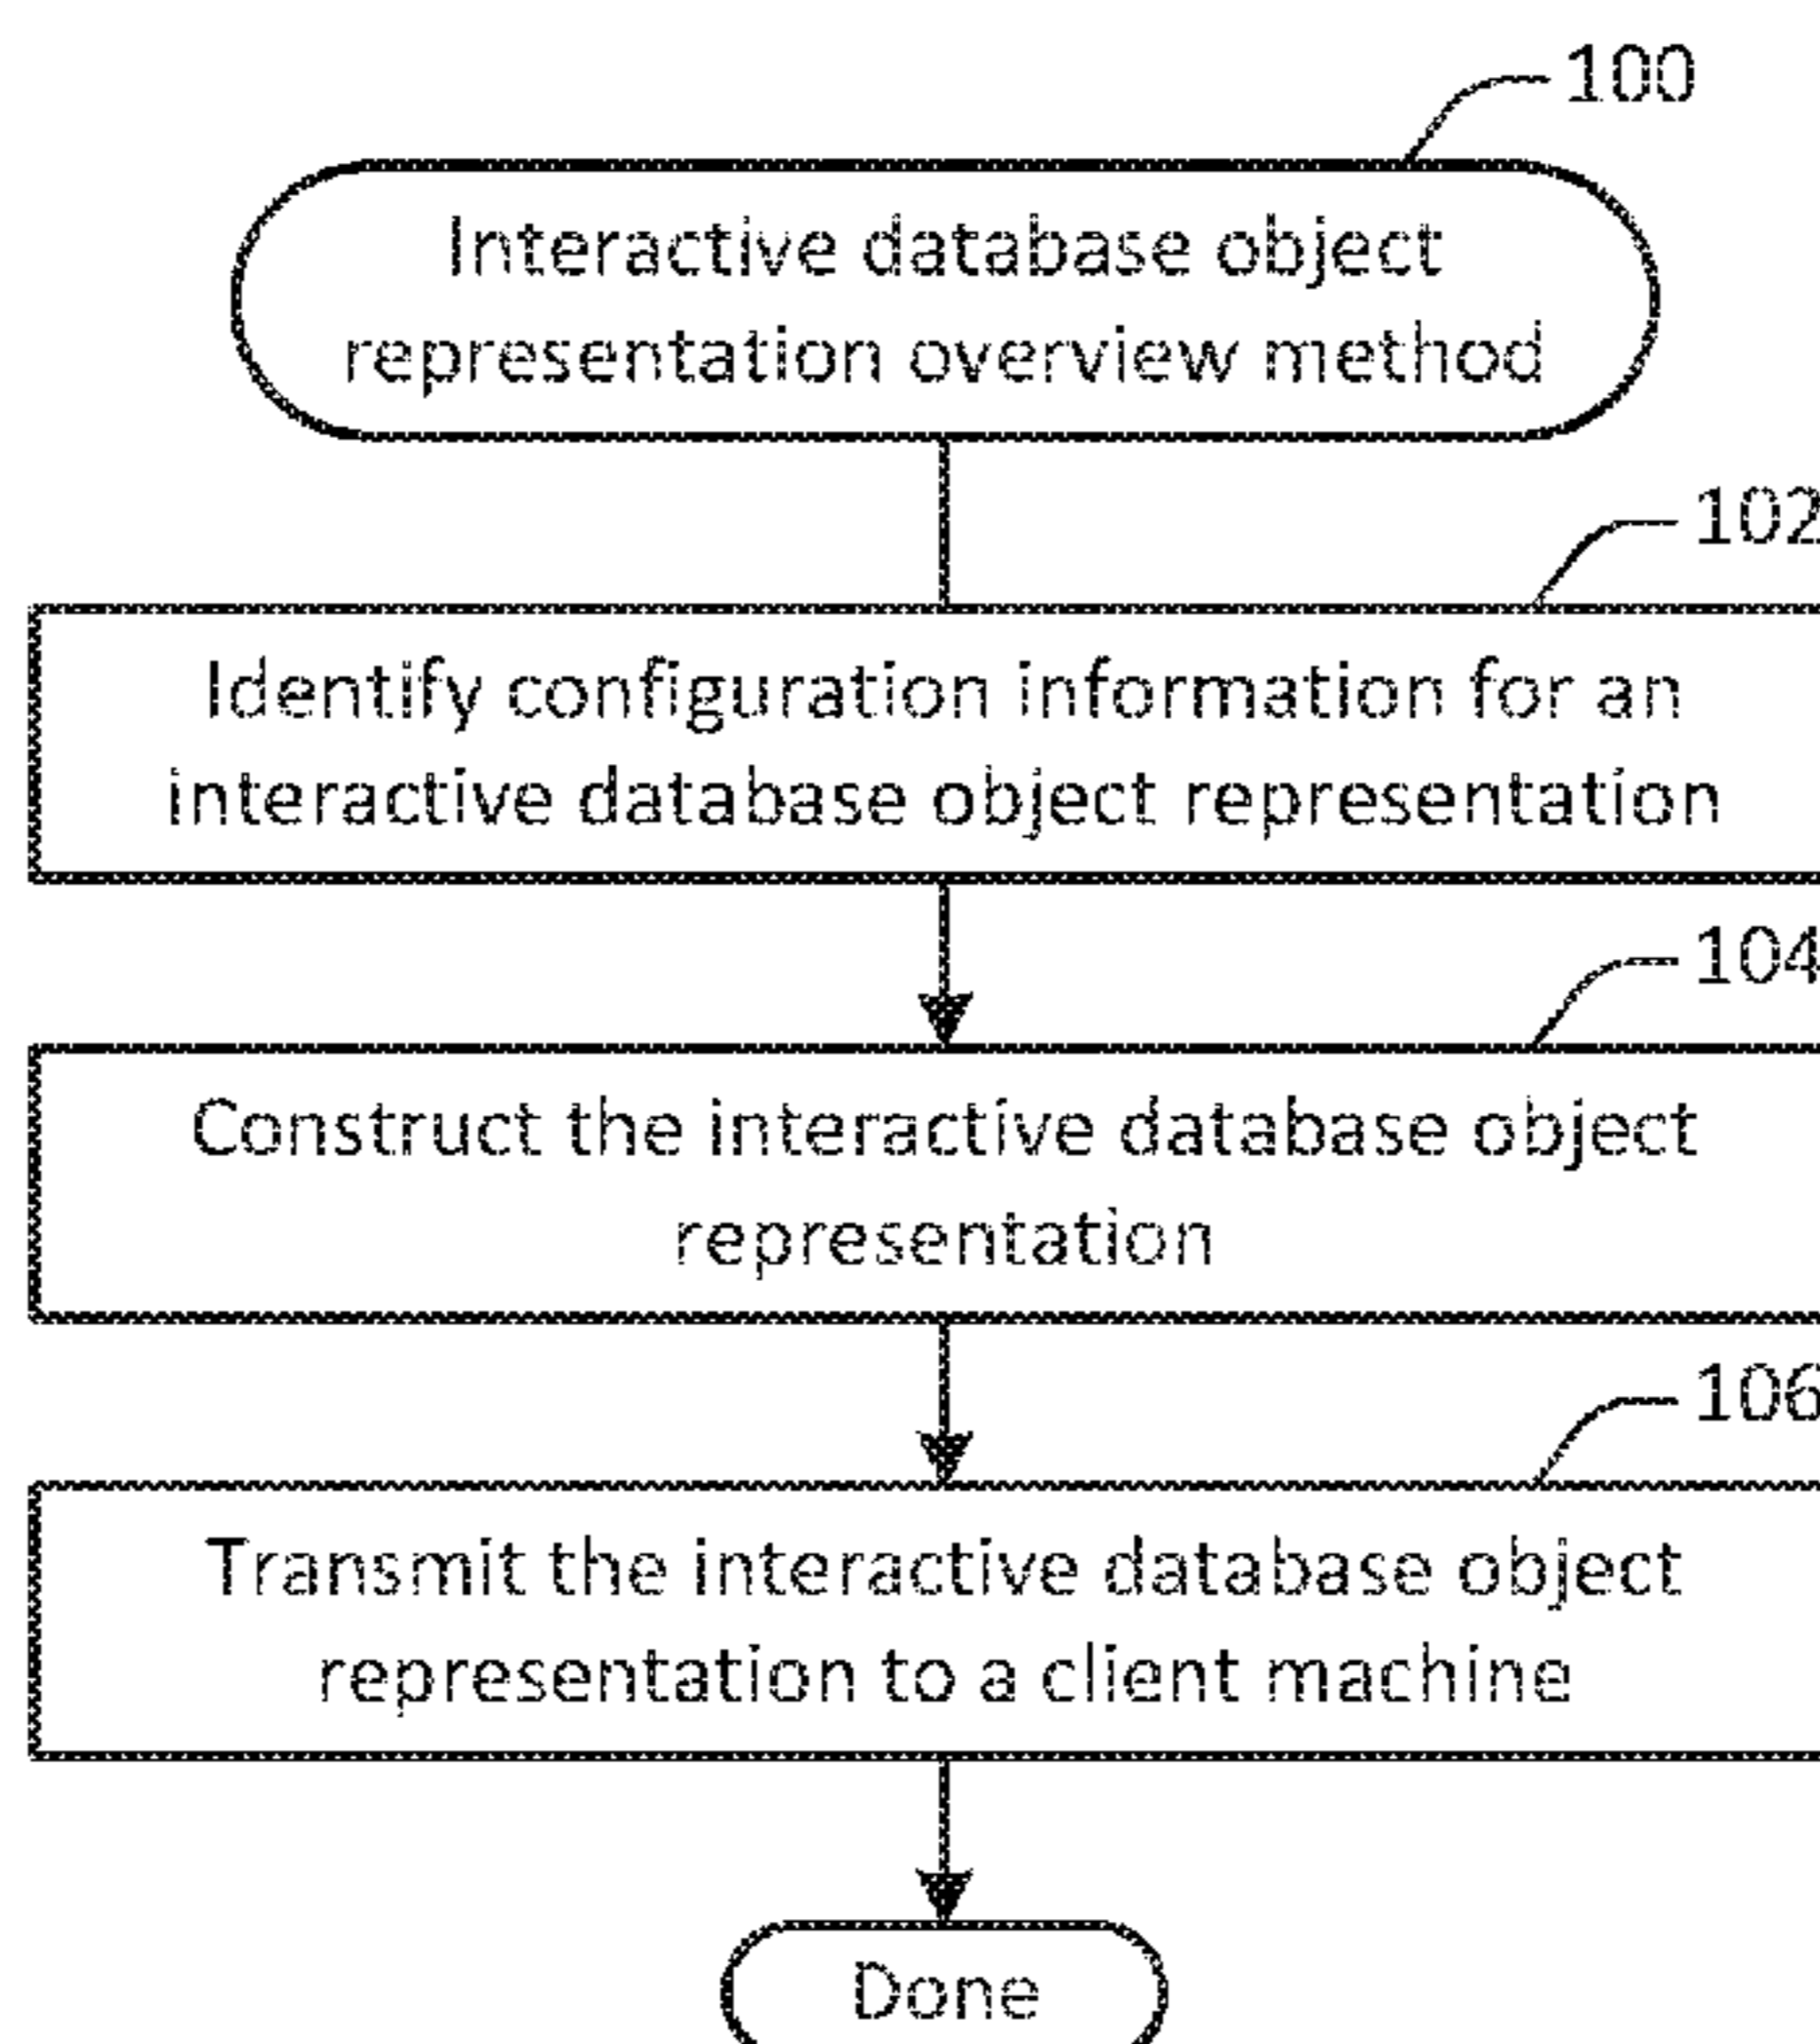 100
Interactive database object
representation overview method
102
Identify configuration information for an
interactive database object representation
104
Construct the interactive database object
representation
106
Transmit the interactive database object
representation to a client machine
Done